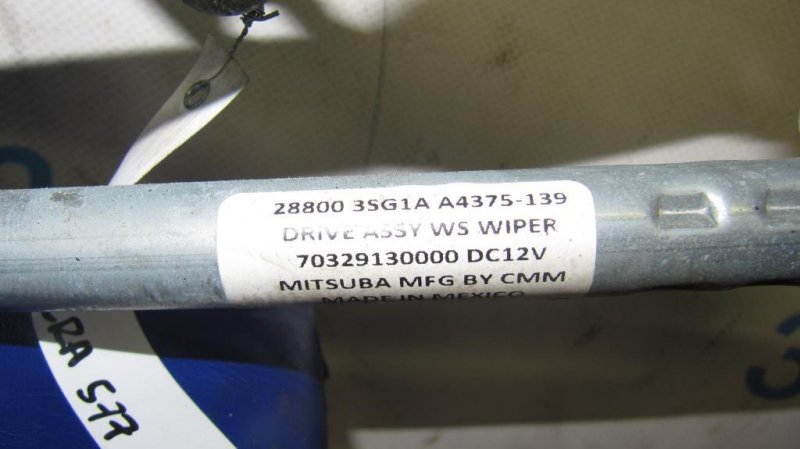 28800 3SG1A A4375-139
DRIVE ASSY WS WIPER
70329130000 DC12V
MITSUBA MFG BY CMM
MADE IN MEXICO